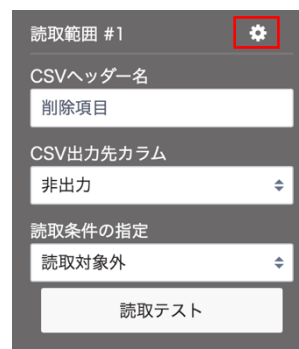 読取範囲 #1
CSVヘッダー名
削除項目
CSV出力先カラム
非出力
読取条件の指定
読取対象外
読取テスト